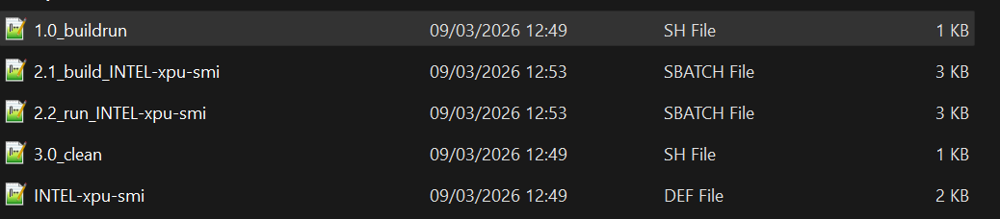 1.0_buildrun 09/03/2026 12:49 SH File 1 KB
2.1_build_INTEL-xpu-smi 09/03/2026 12:53 SBATCH File 3 KB
2.2_run_INTEL-xpu-smi 09/03/2026 12:53 SBATCH File 3 KB
3.0_clean 09/03/2026 12:49 SH File 1 KB
INTEL-xpu-smi 09/03/2026 12:49 DEF File 2 KB